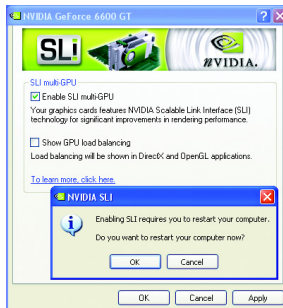 NVIDIA GeForce 6600 GT
SLI
NVIDIA.
SLI multi-GPU
Enable SLI multi-GPU
Your graphics cards features NVIDIA Scalable Link Interface (SLI)
technology for significant improvements in rendering performance.
Show GPU load balancing
Load balancing will be shown in DirectX and OpenGL applications.
To learn more, click here.
NVIDIA SLI
Enabling SLI requires you to restart your computer.
Do you want to restart your computer now?
OK Cancel
OK Cancel Apply